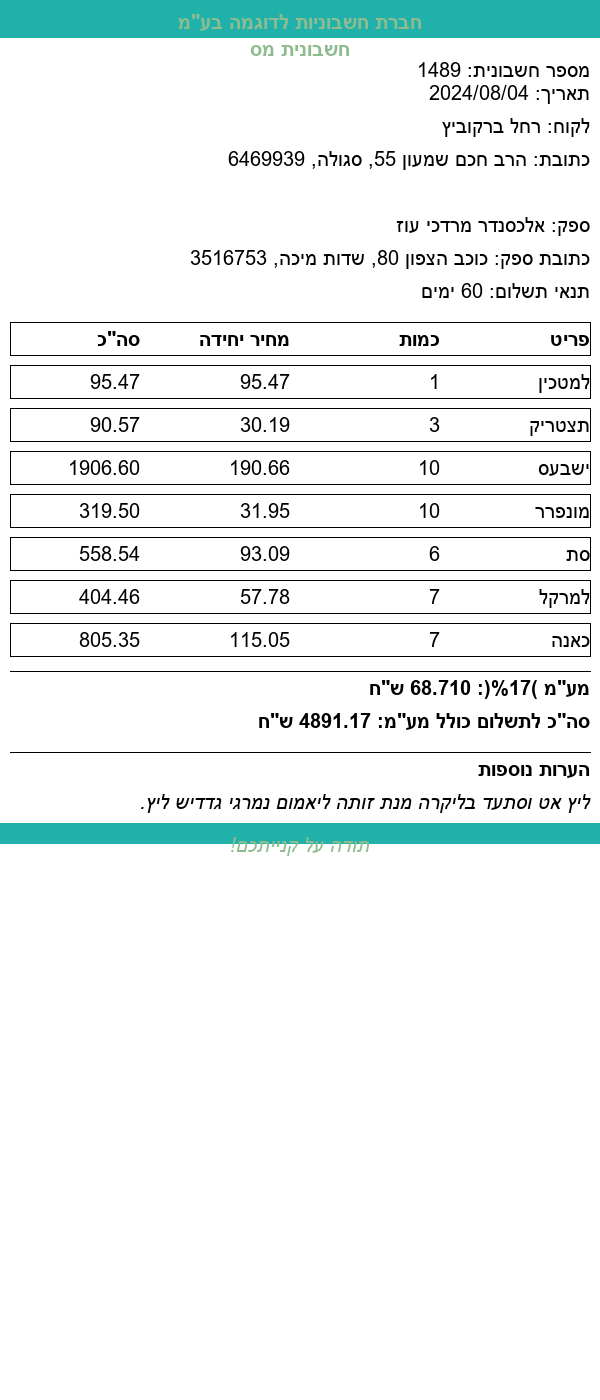 חברת חשבוניות לדוגמה בע"מ
חשבונית מס
מספר חשבונית: 1489
תאריך: 2024/08/04
לקוח: רחל ברקוביץ
כתובת: הרב חכם שמעון 55, סגולה, 6469939
ספק: אלכסנדר מרדכי עוז
כתובת ספק: כוכב הצפון 80, שדות מיכה, 3516753
תנאי תשלום: 60 ימים
פריט כמות מחיר יחידה סה"כ
למטכין 1 95.47 95.47
תצטריק 3 30.19 90.57
ישבעס 10 190.66 1906.60
מונפרר 10 31.95 319.50
סת 6 93.09 558.54
למרקל 7 57.78 404.46
כאנה 7 115.05 805.35
מע"מ )17%(: 68.710 ש"ח
סה"כ לתשלום כולל מע"מ: 4891.17 ש"ח
הערות נוספות
ליץ אט וסתעד בליקרה מנת זותה ליאמום נמרגי גדדיש ליץ.
תודה על קנייתכם!